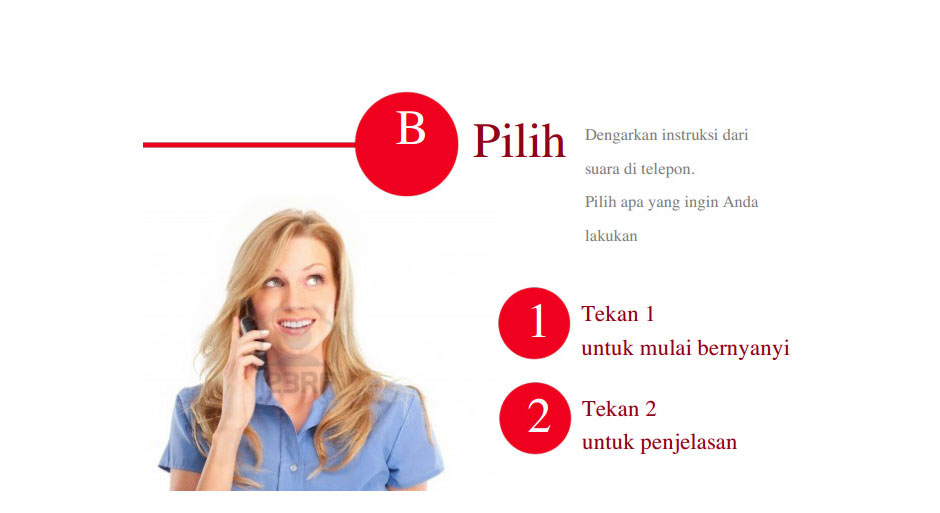 B
Pilih
Dengarkan instruksi dari
suara di telepon.
Pilih apa yang ingin Anda
lakukan
1
Tekan 1
untuk mulai bernyanyi
2
Tekan 2
untuk penjelasan